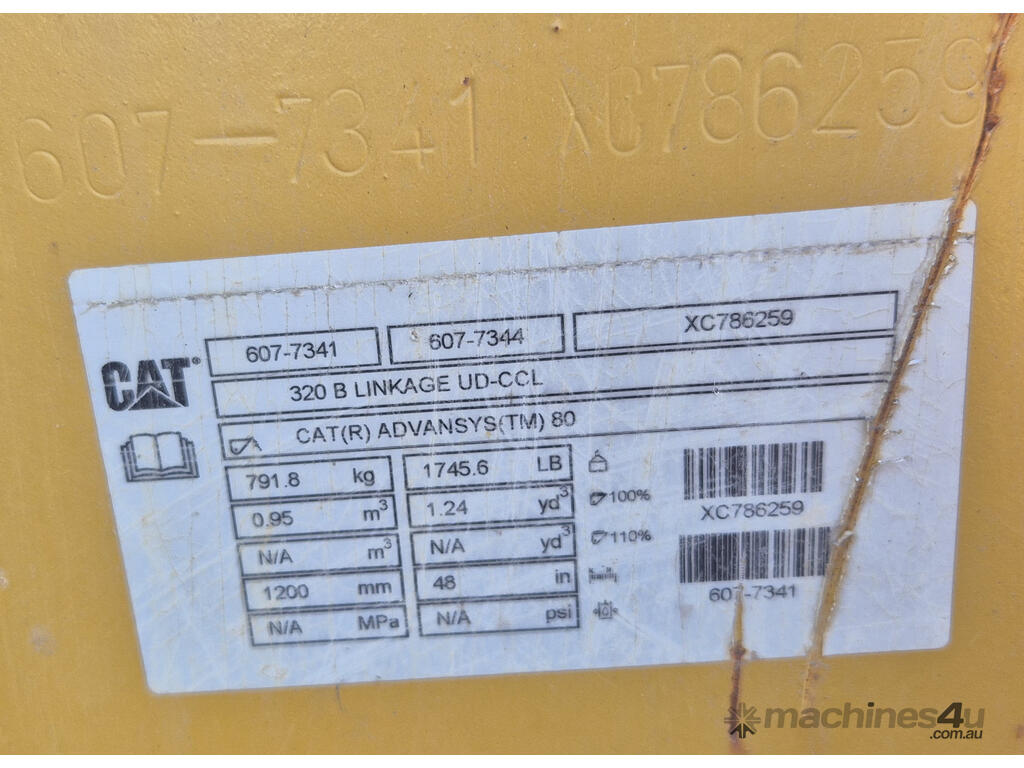 607-7341 XC786259
CAT®
607-7341 607-7344 XC786259
320 B LINKAGE UD-CCL
CAT(R) ADVANSYS(TM) 80
791.8 kg 1745.6 LB
0.95 m³ 1.24 yd³ 100%
N/A m³ N/A yd³ 110%
1200 mm 48 in
N/A MPa N/A psi
XC786259
607-7341
machines4u
.com.au